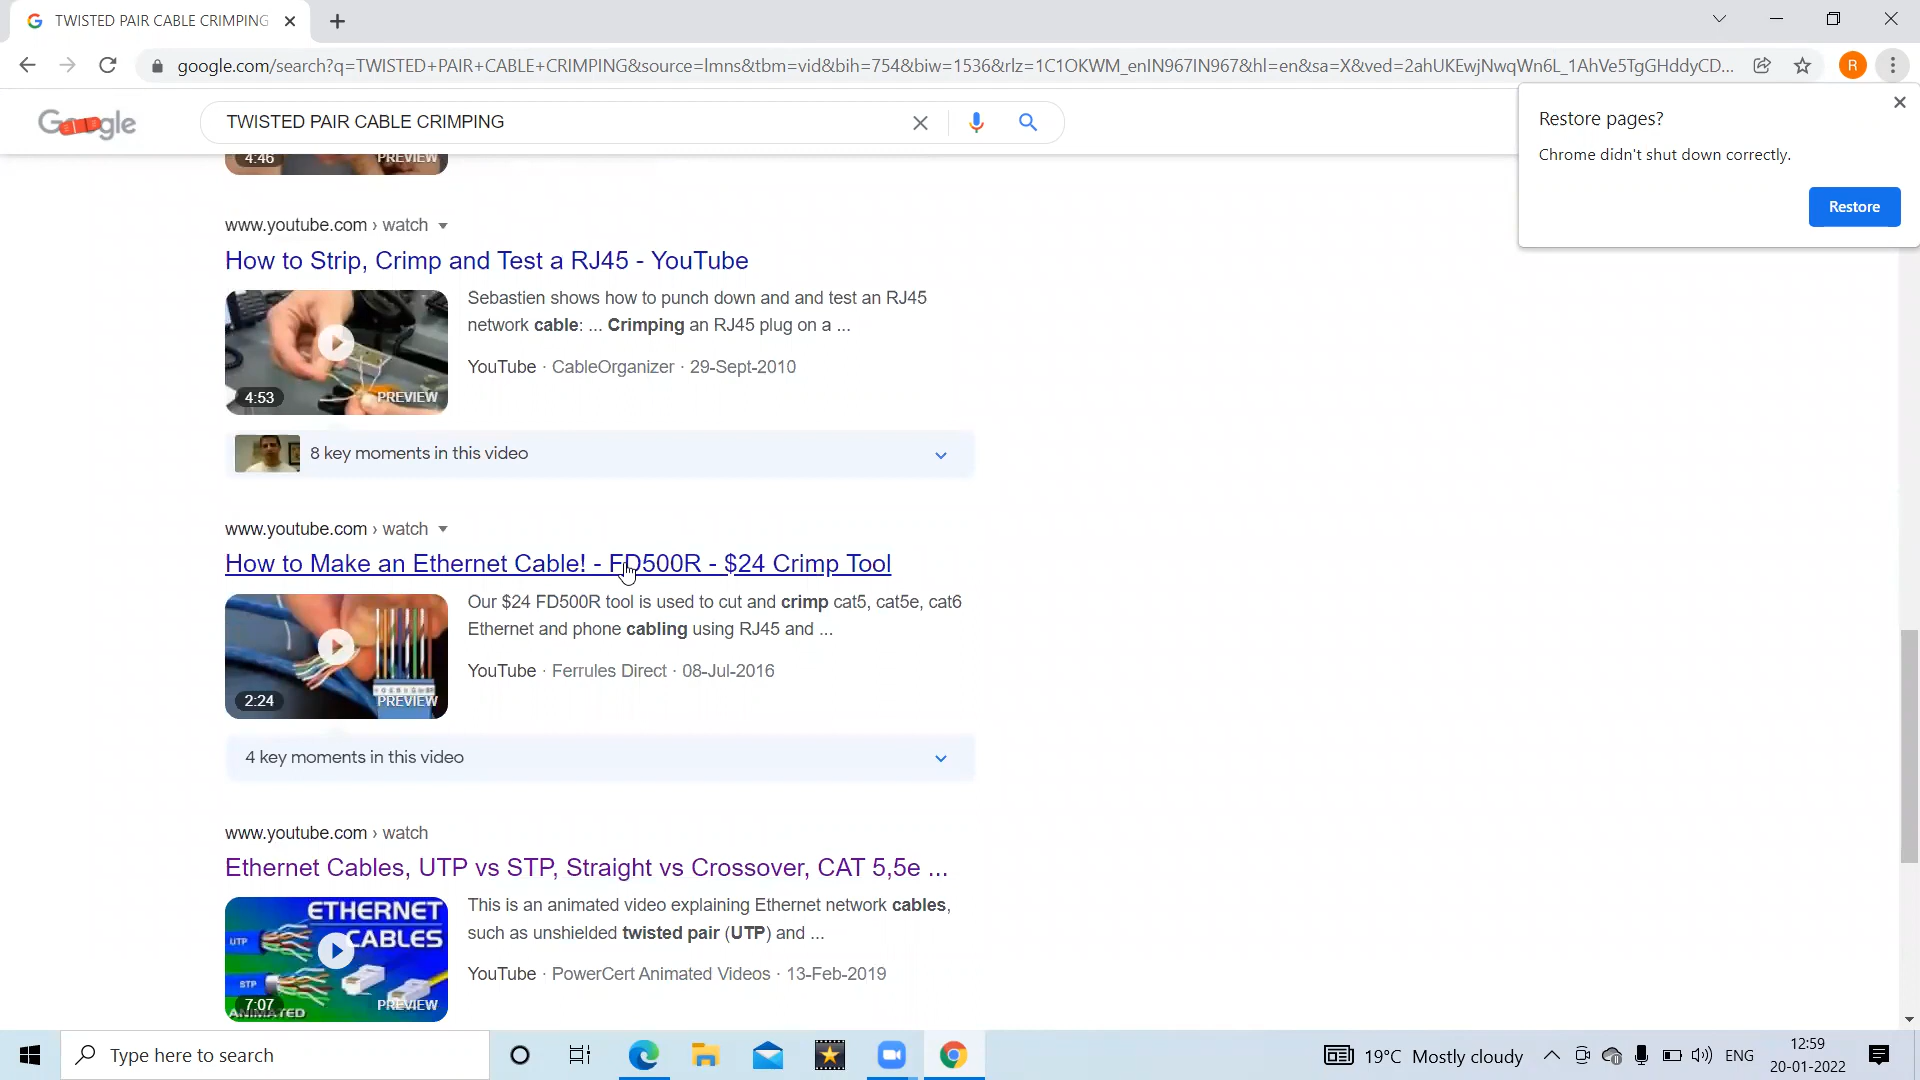 TWISTED PAIR CABLE CRIMPING
google.com/search?q=TWISTED+PAIR+CABLE+CRIMPING&source=lmns&tbm=vid&bih=754&biw=1536&rlz=1C1OKWM_enIN967IN967&hl=en&sa=X&ved=2ahUKEwjNwqWn6L_1AhVe5TgGHddyCD...
R
Google
TWISTED PAIR CABLE CRIMPING
Restore pages?
Chrome didn't shut down correctly.
Restore
4:46
PREVIEW
www.youtube.com › watch
How to Strip, Crimp and Test a RJ45 - YouTube
Sebastien shows how to punch down and and test an RJ45
network cable: ... Crimping an RJ45 plug on a ...
YouTube · CableOrganizer · 29-Sept-2010
4:53
PREVIEW
8 key moments in this video
www.youtube.com › watch
How to Make an Ethernet Cable! - FD500R - $24 Crimp Tool
Our $24 FD500R tool is used to cut and crimp cat5, cat5e, cat6
Ethernet and phone cabling using RJ45 and ...
YouTube · Ferrules Direct · 08-Jul-2016
2:24
PREVIEW
4 key moments in this video
www.youtube.com › watch
Ethernet Cables, UTP vs STP, Straight vs Crossover, CAT 5,5e ...
This is an animated video explaining Ethernet network cables,
such as unshielded twisted pair (UTP) and ...
YouTube · PowerCert Animated Videos · 13-Feb-2019
ETHERNET
CABLES
UTP
STP
7:07
PREVIEW
ANIMATED
Type here to search
19°C Mostly cloudy
ENG
12:59
20-01-2022